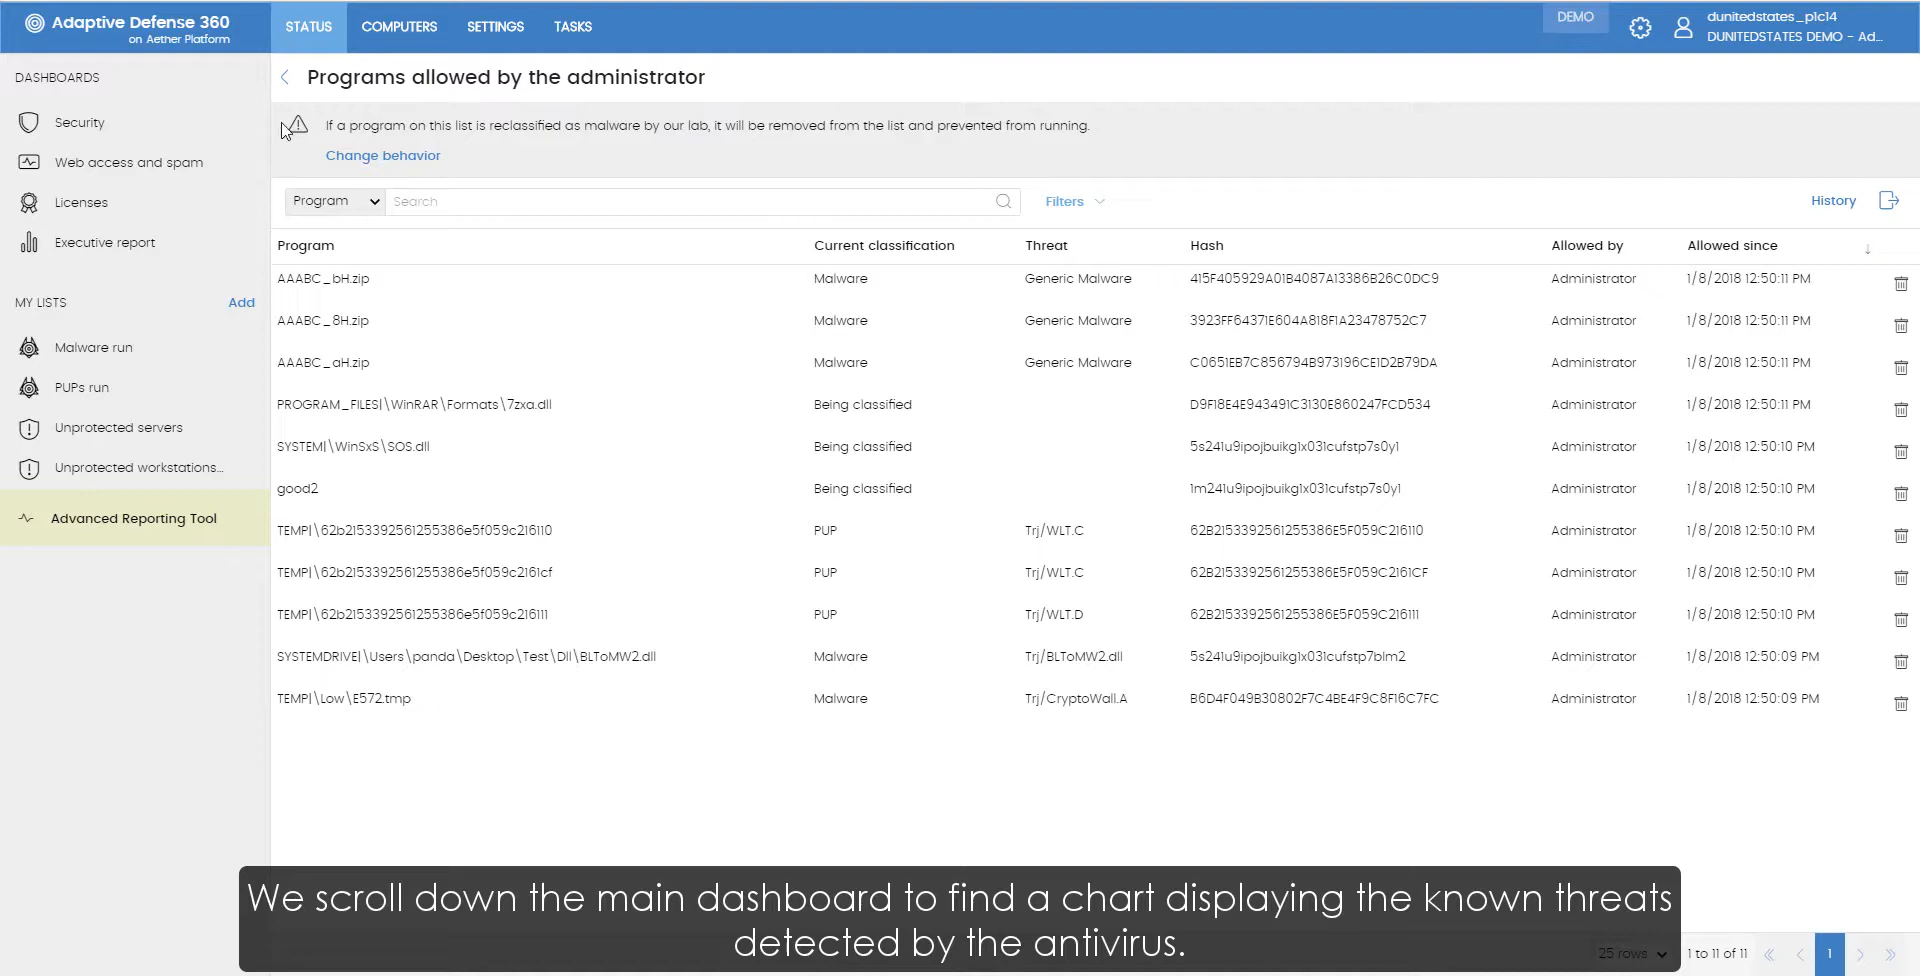 Adaptive Defense 360
on Aether Platform
STATUS
COMPUTERS
SETTINGS
TASKS
DEMO
dunitedstates_p1c14
DUNITEDSTATES DEMO - Ad...
DASHBOARDS
Security
Web access and spam
Licenses
Executive report
MY LISTS
Add
Malware run
PUPs run
Unprotected servers
Unprotected workstations...
Advanced Reporting Tool
Programs allowed by the administrator
If a program on this list is reclassified as malware by our lab, it will be removed from the list and prevented from running.
Change behavior
Program
Search
Filters
History
Program Current classification Threat Hash Allowed by Allowed since
AAABC_bH.zip Malware Generic Malware 415F405929A01B4087A13386B26C0DC9 Administrator 1/8/2018 12:50:11 PM
AAABC_8H.zip Malware Generic Malware 3923FF64371E604A818F1A23478752C7 Administrator 1/8/2018 12:50:11 PM
AAABC_aH.zip Malware Generic Malware C0651EB7C856794B973196CE1D2B79DA Administrator 1/8/2018 12:50:11 PM
PROGRAM_FILES|\WinRAR\Formats\7zxa.dll Being classified D9F18E4E943491C3130E860247FCD534 Administrator 1/8/2018 12:50:11 PM
SYSTEM|\WinSxS\SOS.dll Being classified 5s241u9ipojbuikg1x031cufstp7s0y1 Administrator 1/8/2018 12:50:10 PM
good2 Being classified 1m241u9ipojbuikg1x031cufstp7s0y1 Administrator 1/8/2018 12:50:10 PM
TEMP|\62b2153392561255386e5f059c216110 PUP Trj/WLT.C 62B2153392561255386E5F059C216110 Administrator 1/8/2018 12:50:10 PM
TEMP|\62b2153392561255386e5f059c2161cf PUP Trj/WLT.C 62B2153392561255386E5F059C2161CF Administrator 1/8/2018 12:50:10 PM
TEMP|\62b2153392561255386e5f059c216111 PUP Trj/WLT.D 62B2153392561255386E5F059C216111 Administrator 1/8/2018 12:50:10 PM
SYSTEMDRIVE|\Users\panda\Desktop\Test\Dll\BLToMW2.dll Malware Trj/BLToMW2.dll 5s241u9ipojbuikg1x031cufstp7blm2 Administrator 1/8/2018 12:50:09 PM
TEMP|\Low\E572.tmp Malware Trj/CryptoWall.A B6D4F049B30802F7C4BE4F9C8F16C7FC Administrator 1/8/2018 12:50:09 PM
We scroll down the main dashboard to find a chart displaying the known threats
detected by the antivirus.
25 rows
1 to 11 of 11
1